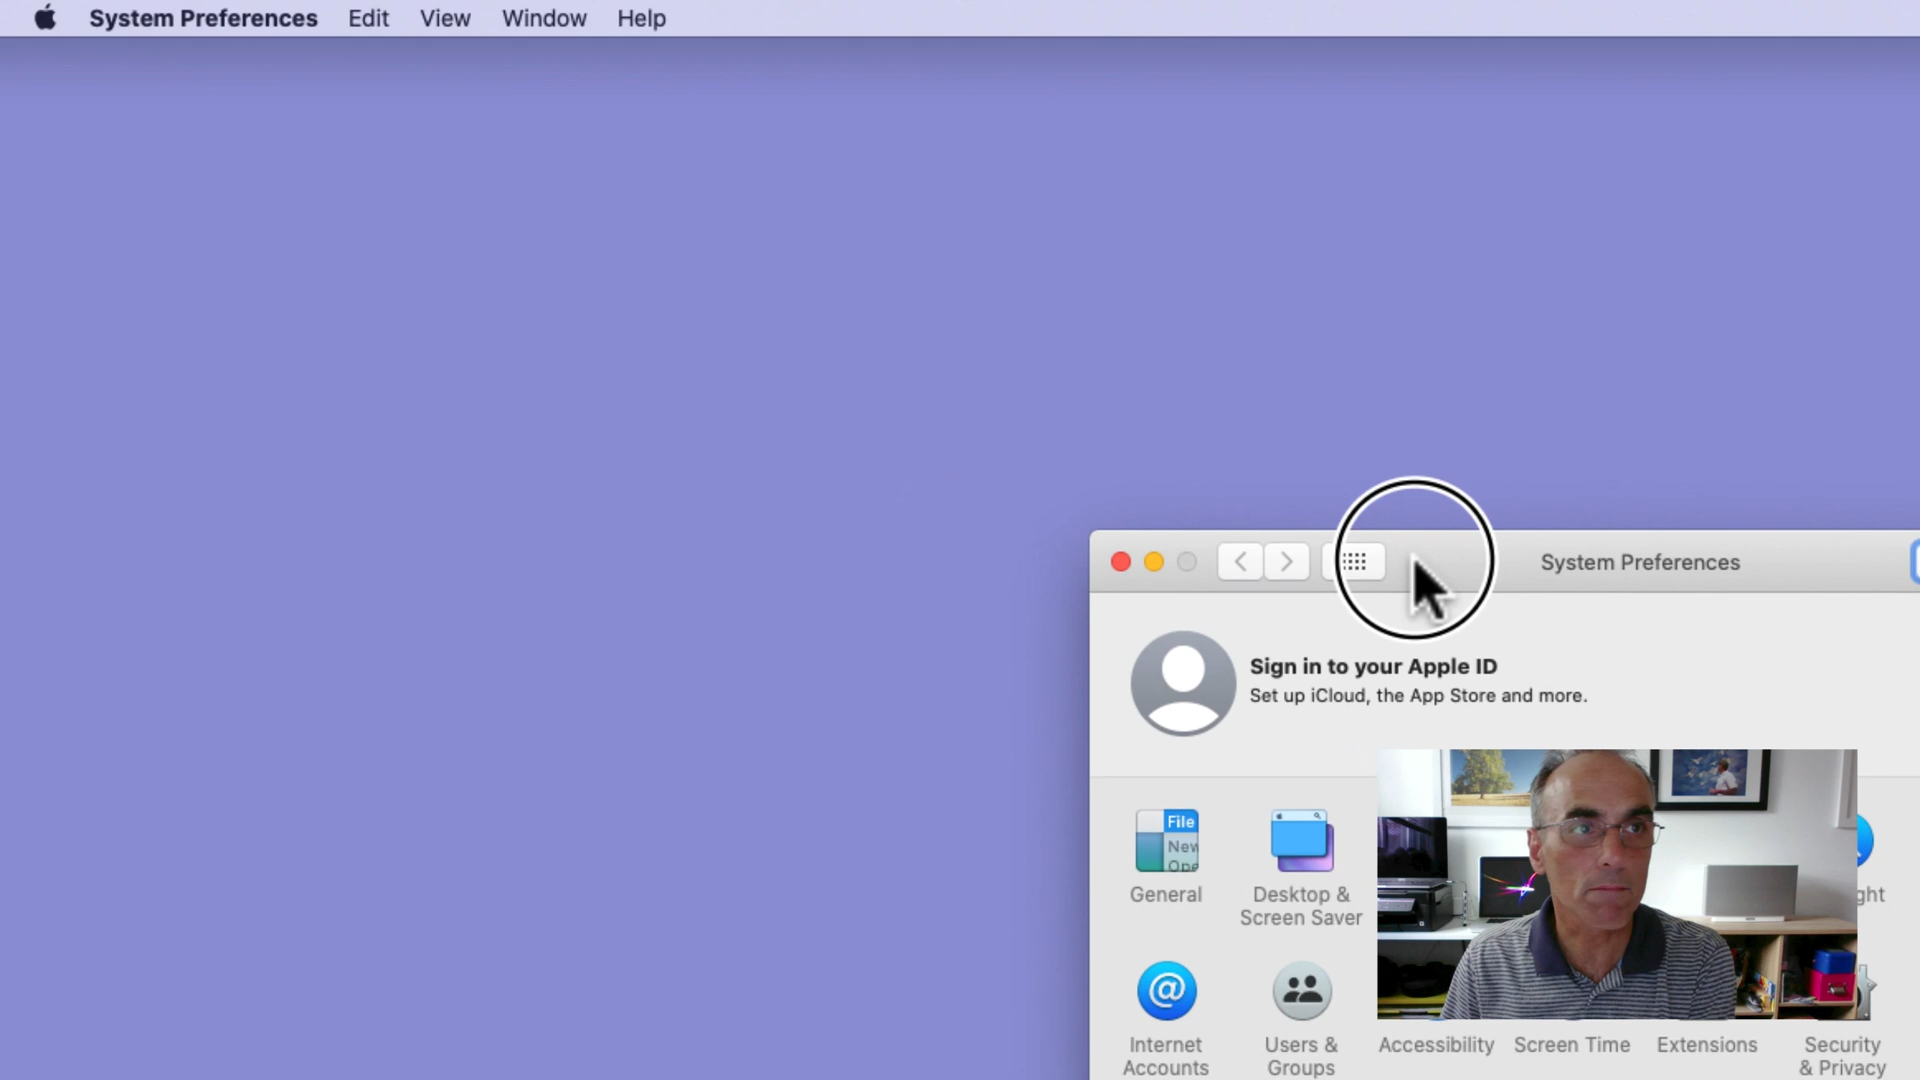 System Preferences Edit View Window Help
System Preferences
Sign in to your Apple ID
Set up iCloud, the App Store and more.
File
New
Ope
General
Desktop &
Screen Saver
ght
Internet
Accounts
Users &
Groups
Accessibility
Screen Time
Extensions
Security
& Privacy